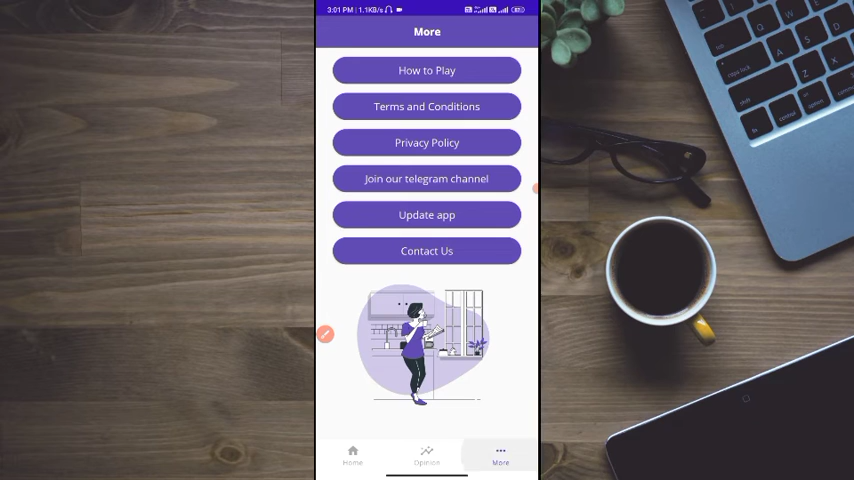 3:01 PM | 1.1KB/s
More
How to Play
Terms and Conditions
Privacy Policy
Join our telegram channel
Update app
Contact Us
Home
Opinion
More